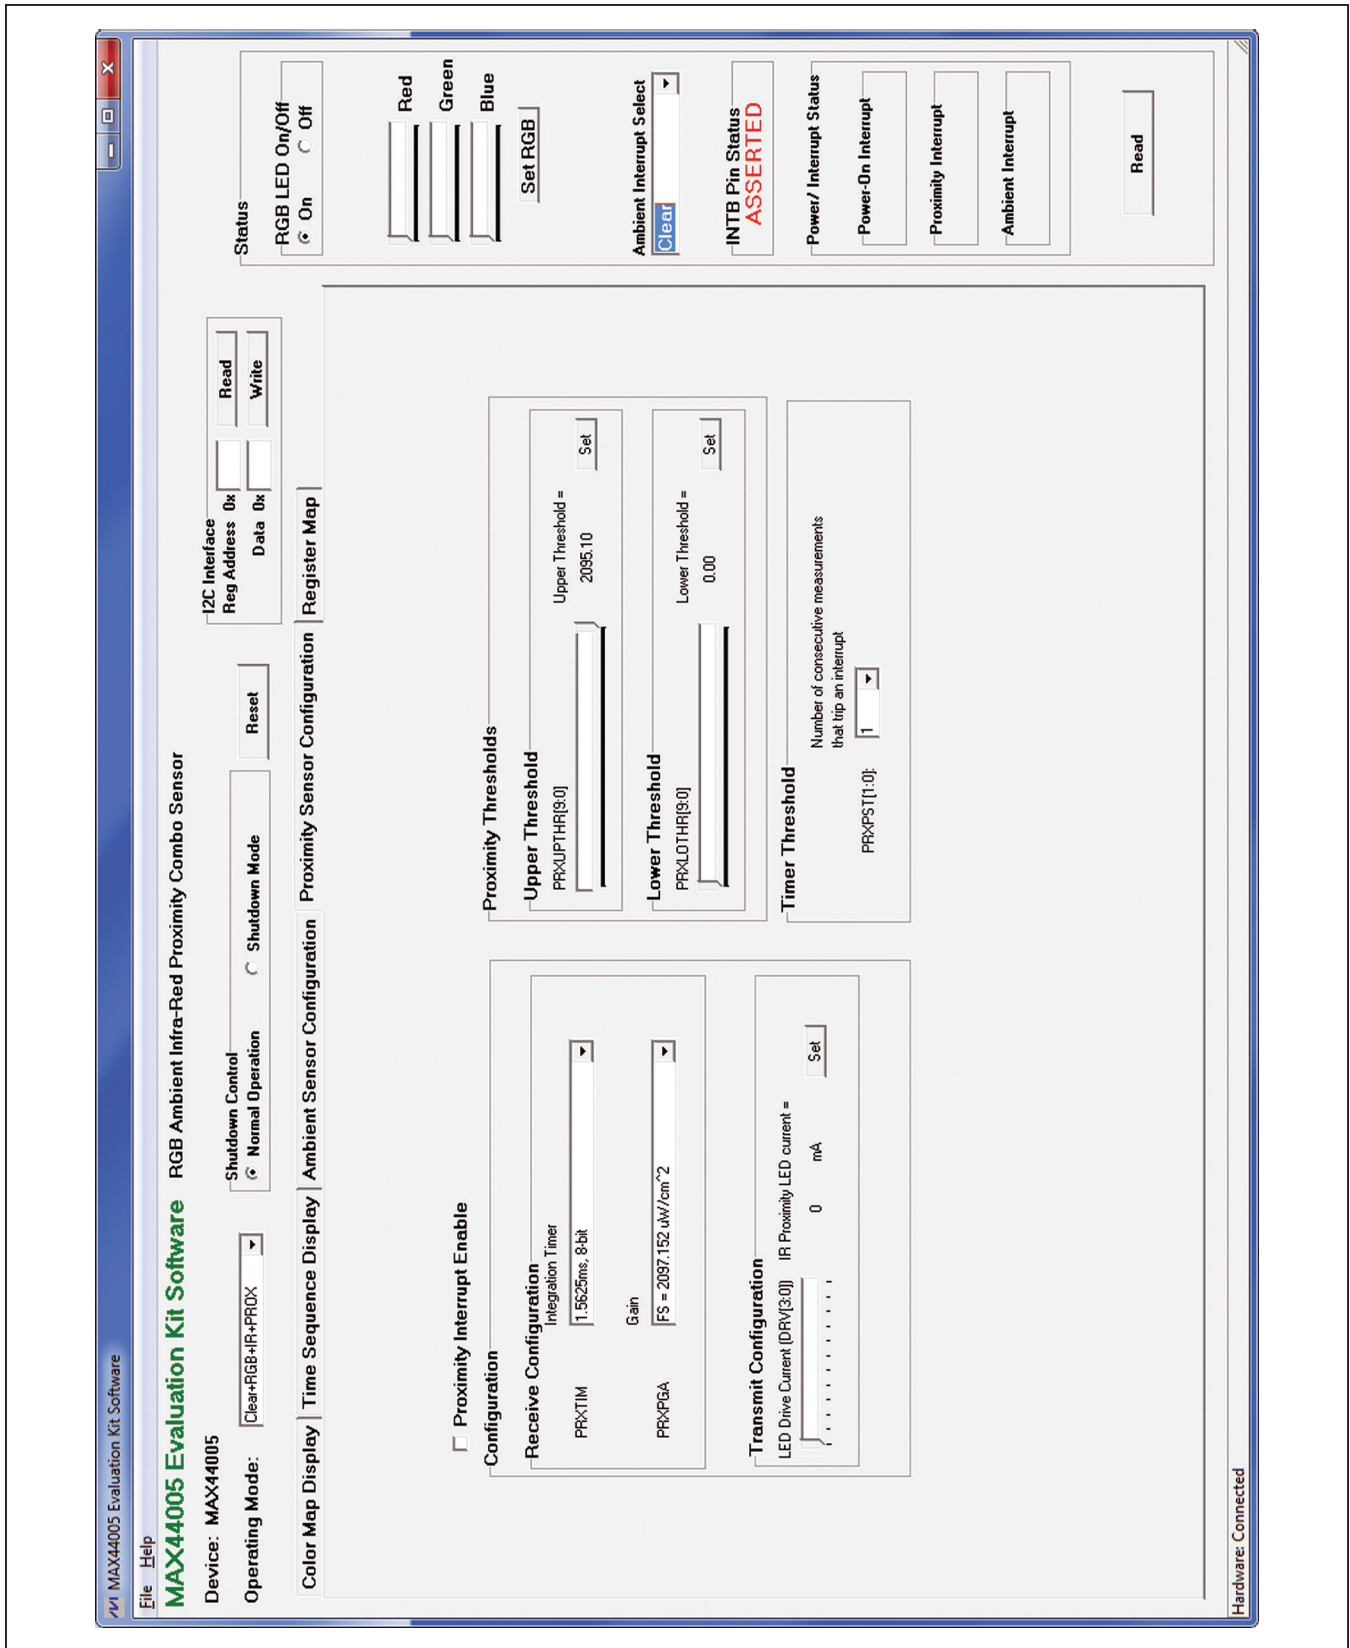 MAX44005 Evaluation Kit Software
File Help
MAX44005 Evaluation Kit Software RGB Ambient Infra-Red Proximity Combo Sensor
Device: MAX44005
Operating Mode: Clear+RGB+IR+PROX
Shutdown Control
Normal Operation Shutdown Mode
Reset
I2C Interface
Reg Address 0x Read
Data 0x Write
Color Map Display Time Sequence Display Ambient Sensor Configuration Proximity Sensor Configuration Register Map
Proximity Interrupt Enable
Configuration
Receive Configuration
Integration Timer
PRXTIM 1.5625ms, 8-bit
Gain
PRXPGA FS = 2097.152 uW/cm^2
Transmit Configuration
LED Drive Current (DRV[3:0]) IR Proximity LED current =
0 mA Set
Proximity Thresholds
Upper Threshold
PRXUPTHR[9:0] Upper Threshold =
2095.10 Set
Lower Threshold
PRXLOTHR[9:0] Lower Threshold =
0.00 Set
Timer Threshold
Number of consecutive measurements
that trip an interrupt
PRXPST[1:0]: 1
Status
RGB LED On/Off
On Off
Red
Green
Blue
Set RGB
Ambient Interrupt Select
Clear
INTB Pin Status
ASSERTED
Power/ Interrupt Status
Power-On Interrupt
Proximity Interrupt
Ambient Interrupt
Read
Hardware: Connected